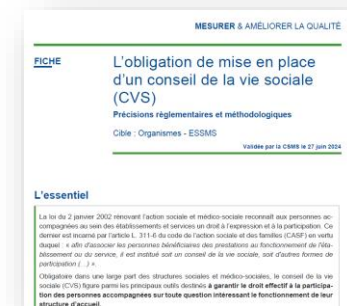 MESURER & AMÉLIORER LA QUALITÉ
FICHE
L'obligation de mise en place
d'un conseil de la vie sociale
(CVS)
Précisions règlementaires et méthodologiques
Cible : Organismes - ESSMS
Validée par la CSMS le 27 juin 2024
L'essentiel
La loi du 2 janvier 2002 rénovant l'action sociale et médico-sociale reconnaît aux personnes ac-
compagnées au sein des établissements et services un droit à l'expression et à la participation. Ce
dernier est incarné par l'article L. 311-6 du code de l'action sociale et des familles (CASF) en vertu
duquel : « afin d'associer les personnes bénéficiaires des prestations au fonctionnement de l'éta-
blissement ou du service, il est institué soit un conseil de la vie sociale, soit d'autres formes de
participation (...) ».
Obligatoire dans une large part des structures sociales et médico-sociales, le conseil de la vie
sociale (CVS) figure parmi les principaux outils destinés à garantir le droit effectif à la participa-
tion des personnes accompagnées sur toute question intéressant le fonctionnement de leur
structure d'accueil.